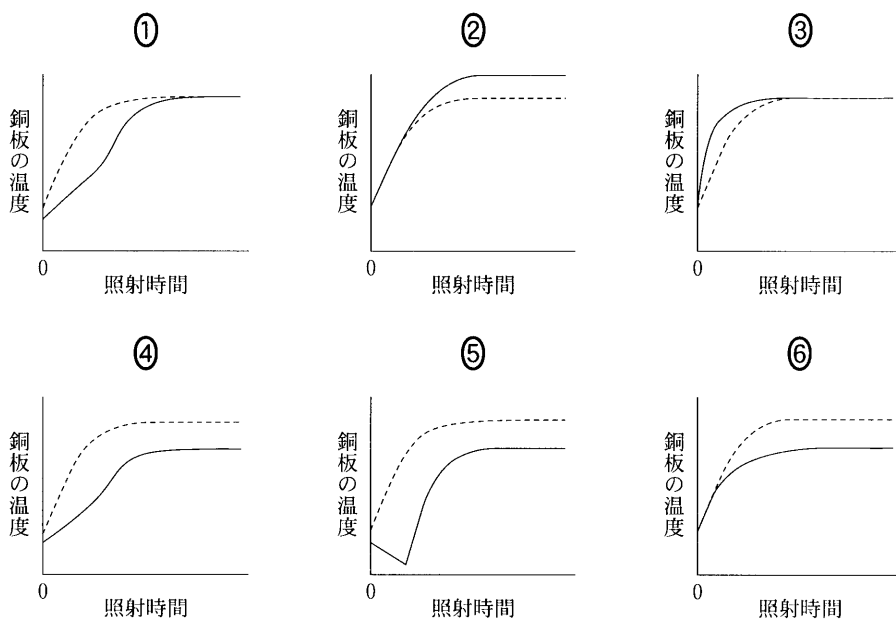 ①
銅板の温度
0
照射時間
②
銅板の温度
0
照射時間
③
銅板の温度
0
照射時間
④
銅板の温度
0
照射時間
⑤
銅板の温度
0
照射時間
⑥
銅板の温度
0
照射時間